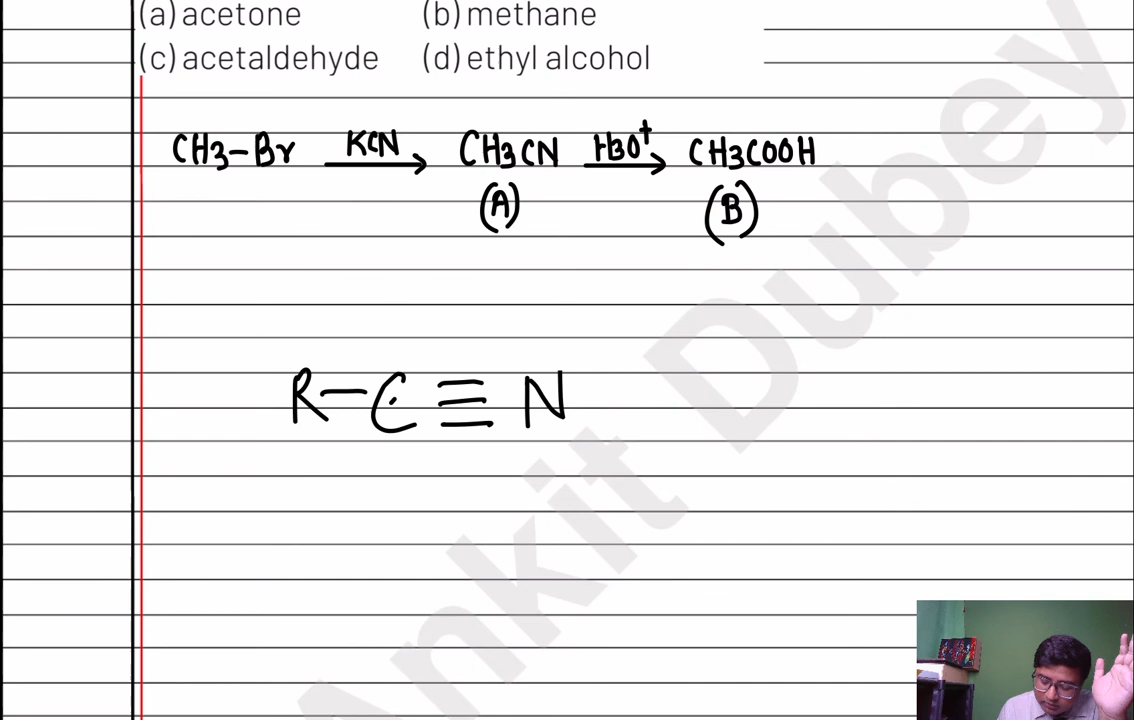 (a) acetone (b) methane
(c) acetaldehyde (d) ethyl alcohol
CH3-Br KCN → CH3CN H3O+ → CH3COOH
(A) (B)
R-C≡N
Ankit Dubey